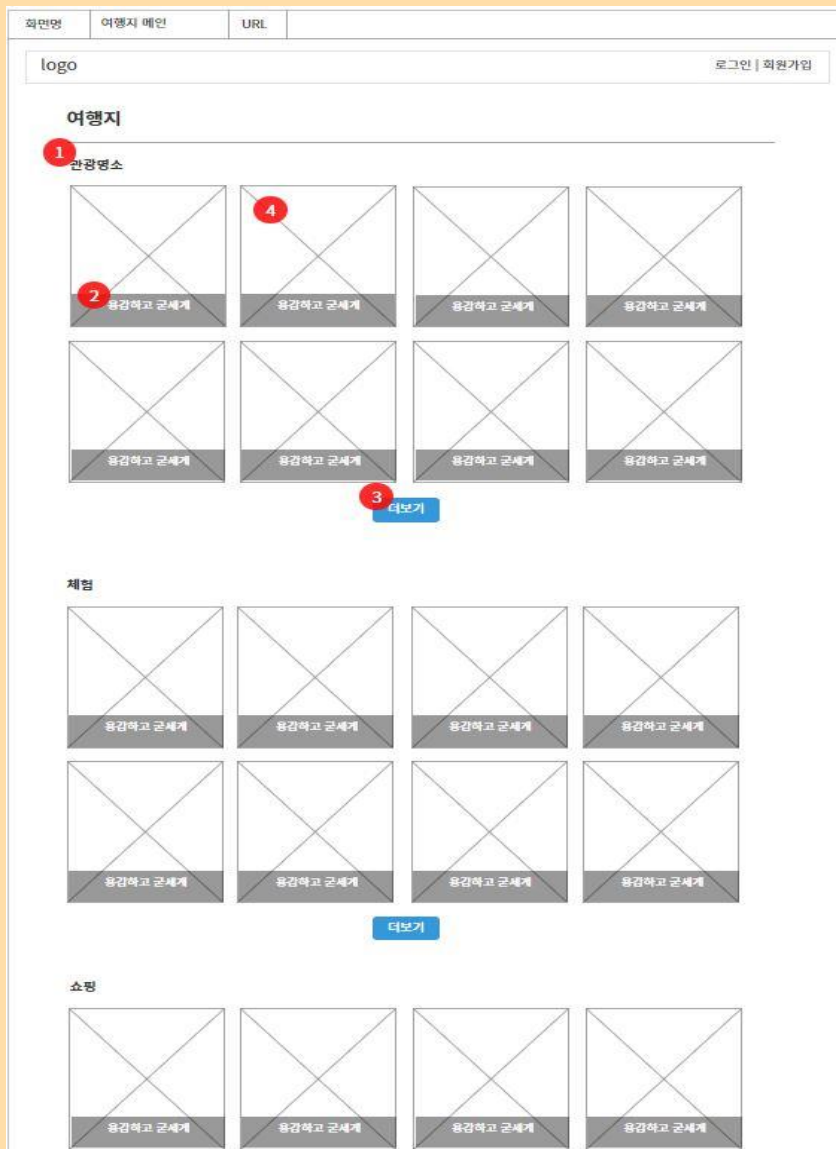 화면명 여행지 메인 URL
logo 로그인 | 회원가입
여행지
1
관광명소
4
2
용감하고 굳세게 용감하고 굳세게 용감하고 굳세게 용감하고 굳세게
용감하고 굳세게 용감하고 굳세게 용감하고 굳세게 용감하고 굳세게
3
더보기
체험
용감하고 굳세게 용감하고 굳세게 용감하고 굳세게 용감하고 굳세게
용감하고 굳세게 용감하고 굳세게 용감하고 굳세게 용감하고 굳세게
더보기
쇼핑
용감하고 굳세게 용감하고 굳세게 용감하고 굳세게 용감하고 굳세게